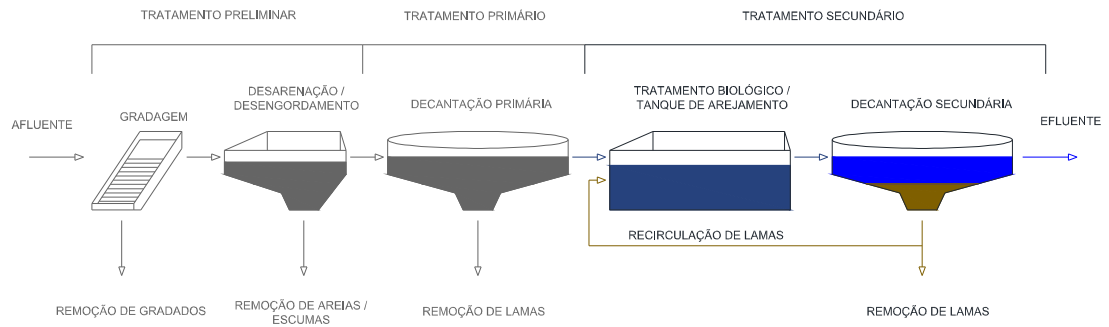 TRATAMENTO PRELIMINAR
TRATAMENTO PRIMÁRIO
TRATAMENTO SECUNDÁRIO
AFLUENTE
GRADAGEM
DESARENAÇÃO /
DESENGORDAMENTO
DECANTAÇÃO PRIMÁRIA
TRATAMENTO BIOLÓGICO /
TANQUE DE AREJAMENTO
DECANTAÇÃO SECUNDÁRIA
EFLUENTE
RECIRCULAÇÃO DE LAMAS
REMOÇÃO DE GRADADOS
REMOÇÃO DE AREIAS /
ESCUMAS
REMOÇÃO DE LAMAS
REMOÇÃO DE LAMAS